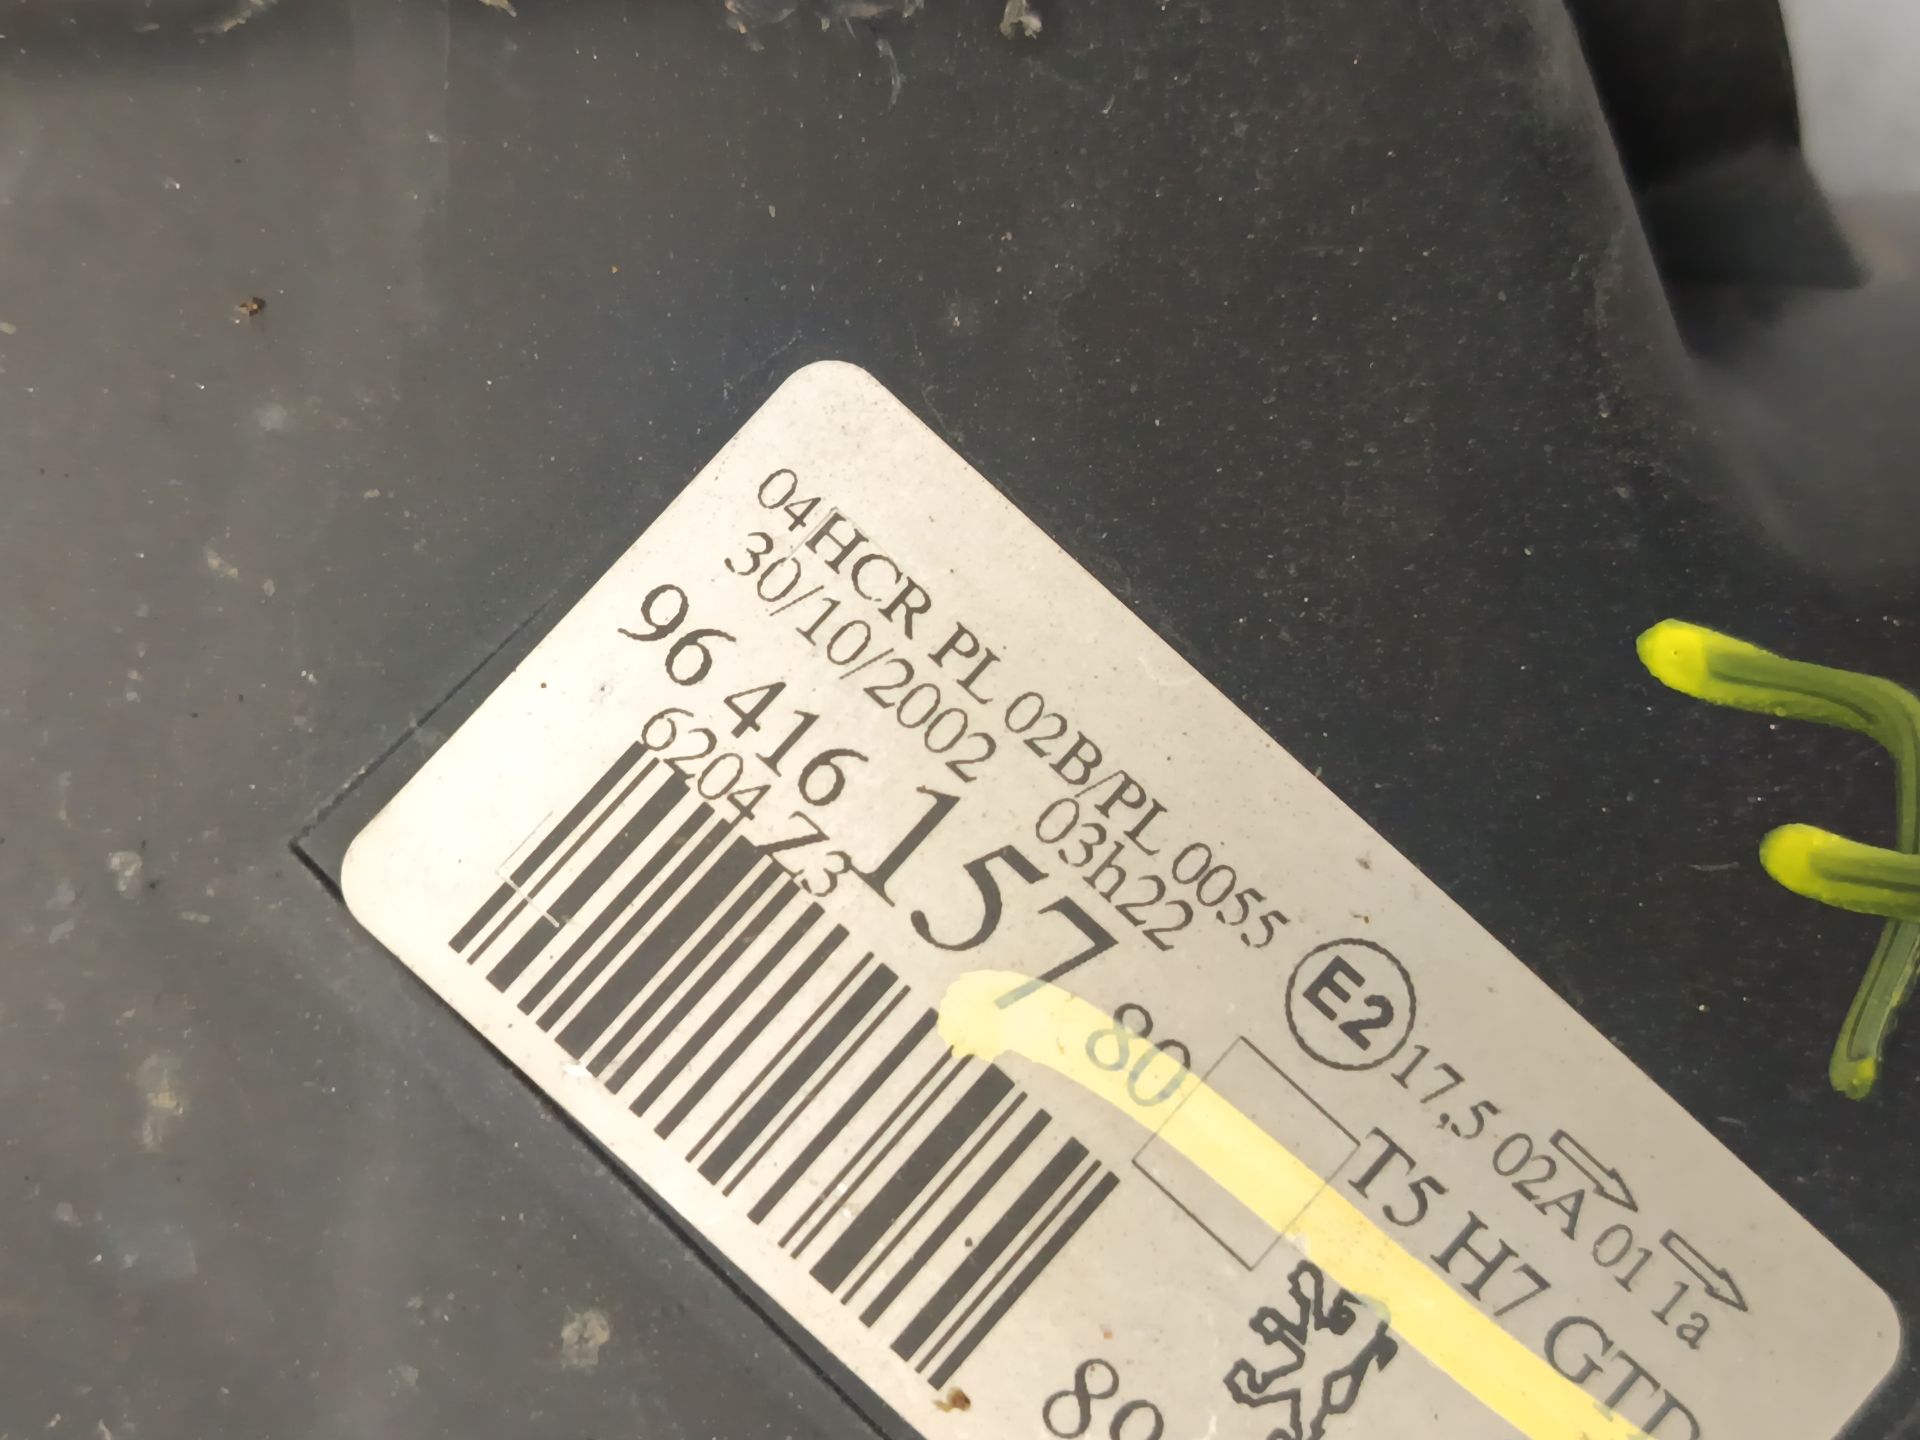 04HCR PL 02B/PL 0055
30/10/2002 03h22
96 416 157 80
6204 Z3
E2
17,5 02A 01 1a
T5 H7 GTD